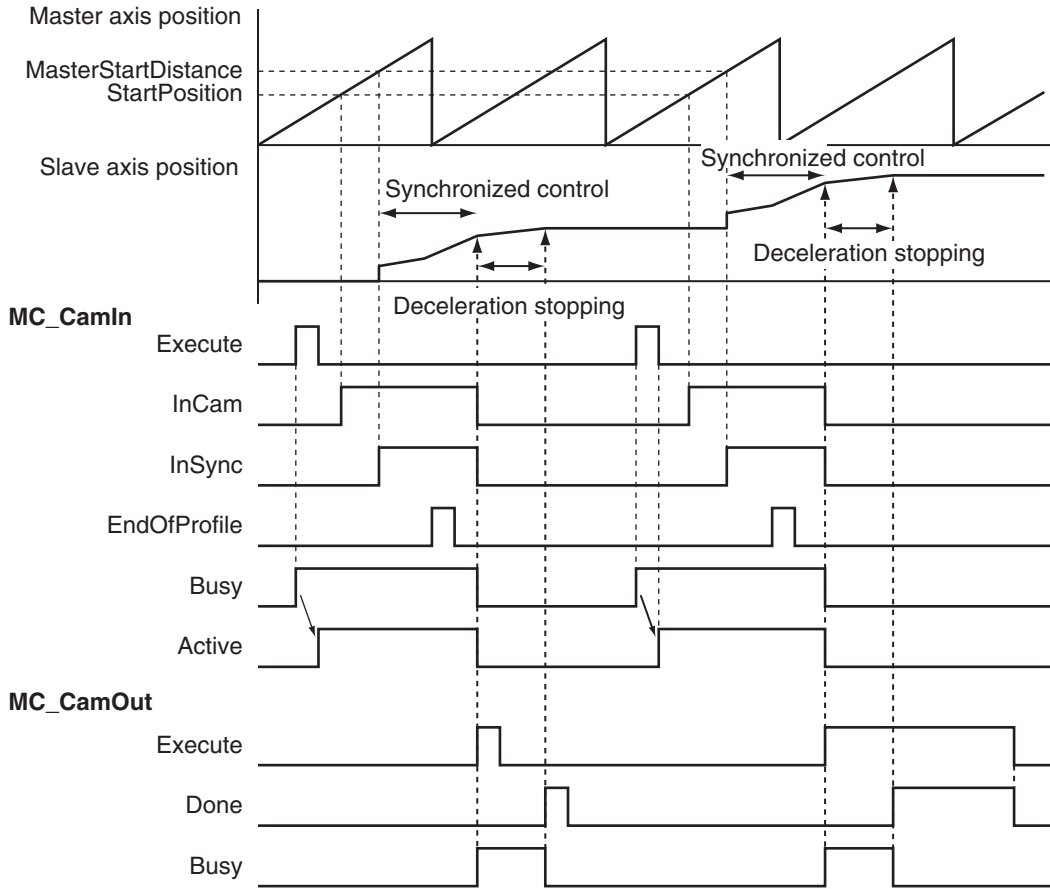 Master axis position
MasterStartDistance
StartPosition
Slave axis position
Synchronized control
Synchronized control
Deceleration stopping
Deceleration stopping
MC_CamIn
Execute
InCam
InSync
EndOfProfile
Busy
Active
MC_CamOut
Execute
Done
Busy